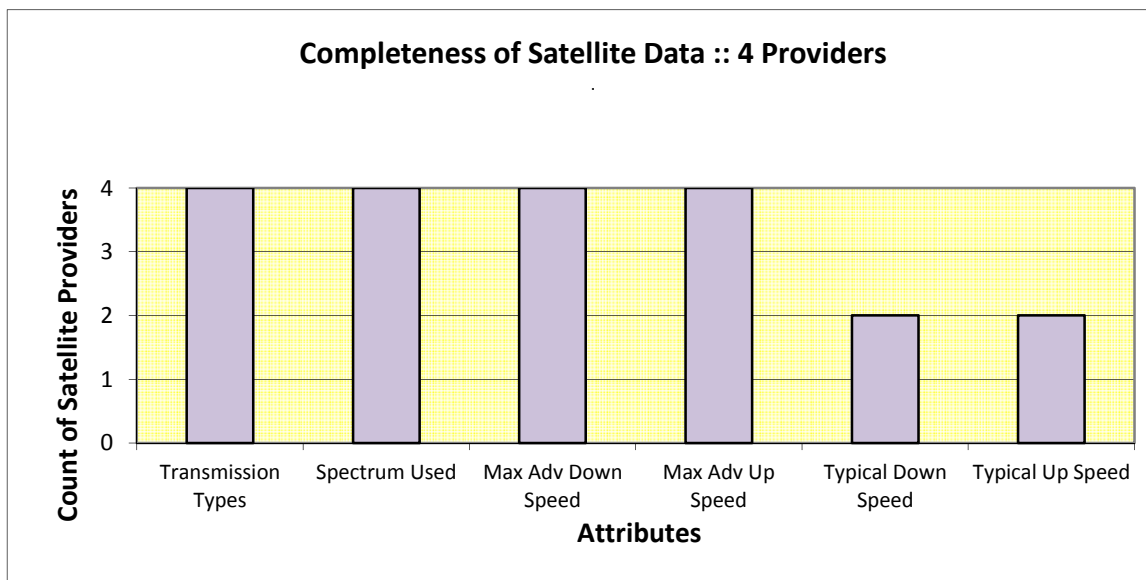 Completeness of Satellite Data :: 4 Providers
.
Count of Satellite Providers
4
3
2
1
0
Transmission Types
Spectrum Used
Max Adv Down Speed
Max Adv Up Speed
Typical Down Speed
Typical Up Speed
Attributes